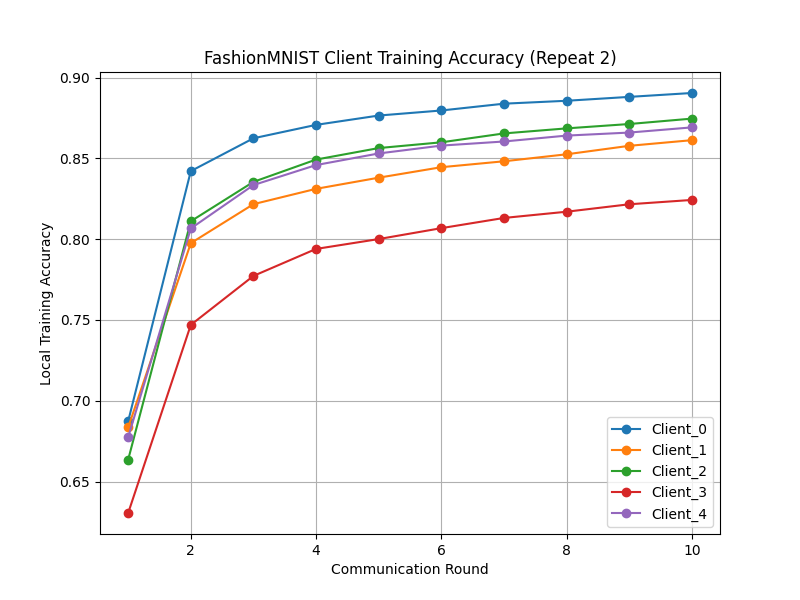 FashionMNIST Client Training Accuracy (Repeat 2)
0.90
0.85
0.80
0.75
0.70
0.65
Local Training Accuracy
2 4 6 8 10
Communication Round
Client_0
Client_1
Client_2
Client_3
Client_4